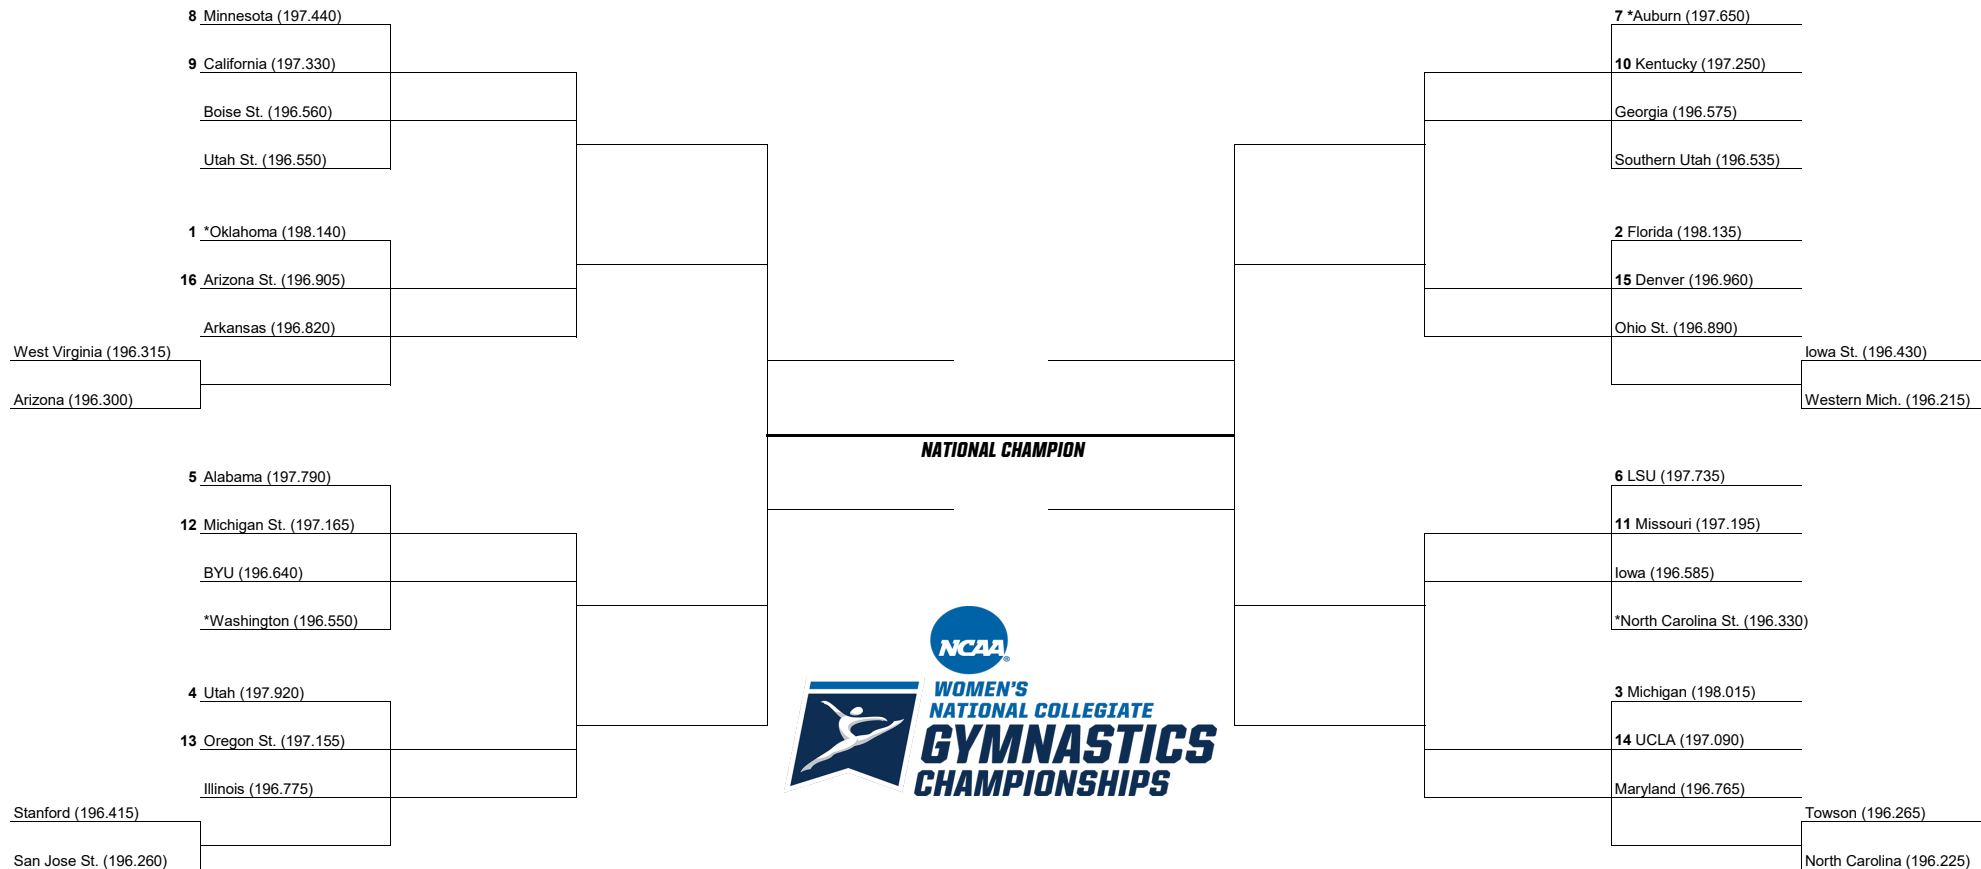 8 Minnesota (197.440)
9 California (197.330)
Boise St. (196.560)
Utah St. (196.550)
1 *Oklahoma (198.140)
16 Arizona St. (196.905)
Arkansas (196.820)
West Virginia (196.315)
Arizona (196.300)
5 Alabama (197.790)
12 Michigan St. (197.165)
BYU (196.640)
*Washington (196.550)
4 Utah (197.920)
13 Oregon St. (197.155)
Illinois (196.775)
Stanford (196.415)
San Jose St. (196.260)
NATIONAL CHAMPION
NCAA®
WOMEN'S
NATIONAL COLLEGIATE
GYMNASTICS
CHAMPIONSHIPS
7 *Auburn (197.650)
10 Kentucky (197.250)
Georgia (196.575)
Southern Utah (196.535)
2 Florida (198.135)
15 Denver (196.960)
Ohio St. (196.890)
Iowa St. (196.430)
Western Mich. (196.215)
6 LSU (197.735)
11 Missouri (197.195)
Iowa (196.585)
*North Carolina St. (196.330)
3 Michigan (198.015)
14 UCLA (197.090)
Maryland (196.765)
Towson (196.265)
North Carolina (196.225)